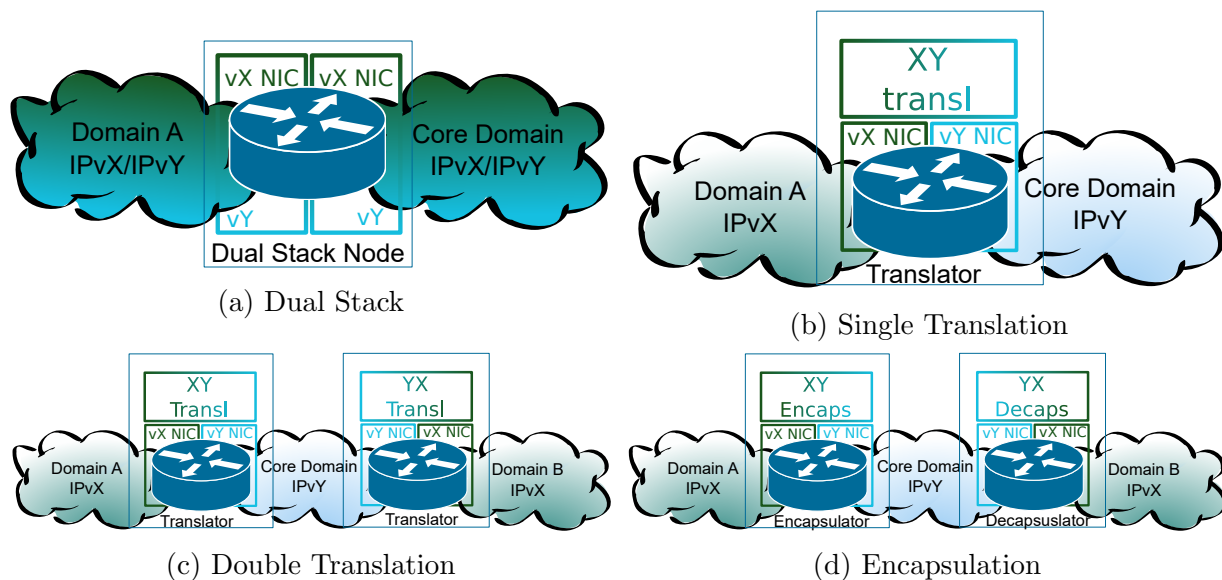 vX NIC
vX NIC
Domain A
IPvX/IPvY
Core Domain
IPvX/IPvY
vY
vY
Dual Stack Node
(a) Dual Stack
XY
transl
vX NIC
vY NIC
Domain A
IPvX
Core Domain
IPvY
Translator
(b) Single Translation
XY
Transl
vX NIC
vY NIC
YX
Transl
vY NIC
vX NIC
Domain A
IPvX
Core Domain
IPvY
Domain B
IPvX
Translator
Translator
(c) Double Translation
XY
Encaps
vX NIC
vY NIC
YX
Decaps
vY NIC
vX NIC
Domain A
IPvX
Core Domain
IPvY
Domain B
IPvX
Encapsulator
Decapsuslator
(d) Encapsulation